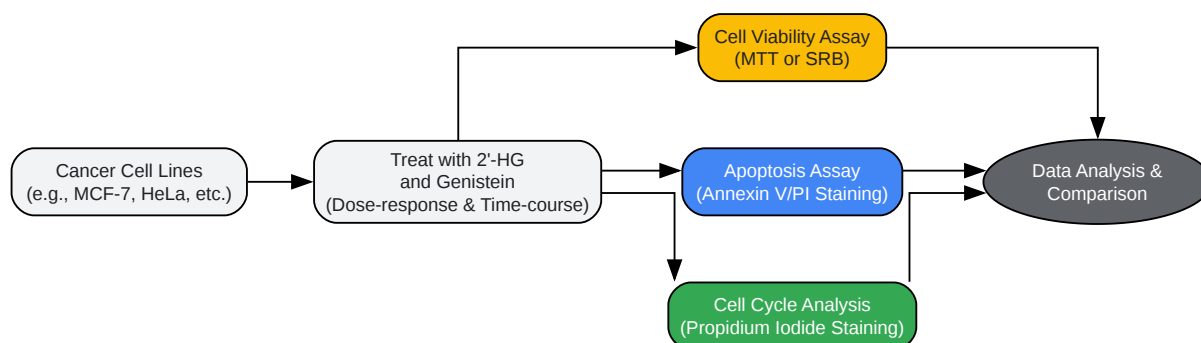 Cancer Cell Lines
(e.g., MCF-7, HeLa, etc.)
Treat with 2'-HG
and Genistein
(Dose-response & Time-course)
Cell Viability Assay
(MTT or SRB)
Apoptosis Assay
(Annexin V/PI Staining)
Cell Cycle Analysis
(Propidium Iodide Staining)
Data Analysis &
Comparison